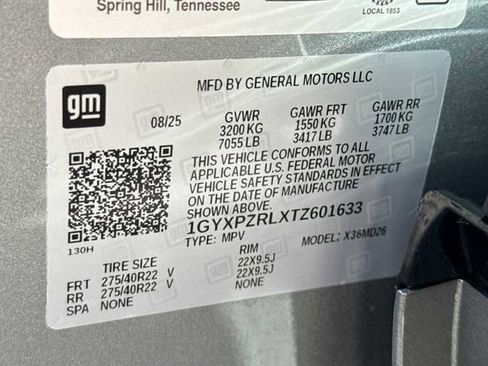 Spring Hill, Tennessee
LOCAL 1853
gm
MFD BY GENERAL MOTORS LLC
08/25 GVWR GAWR FRT GAWR RR
3200 KG 1550 KG 1700 KG
7055 LB 3417 LB 3747 LB
THIS VEHICLE CONFORMS TO ALL
APPLICABLE U.S. FEDERAL MOTOR
VEHICLE SAFETY STANDARDS IN
EFFECT ON THE DATE OF
MANUFACTURE SHOWN ABOVE.
1GYXPZRLXTZ601633
130H
TYPE: MPV MODEL: X36MD26
TIRE SIZE RIM
FRT 275/40R22 V 22X9.5J
RR 275/40R22 V 22X9.5J
SPA NONE NONE